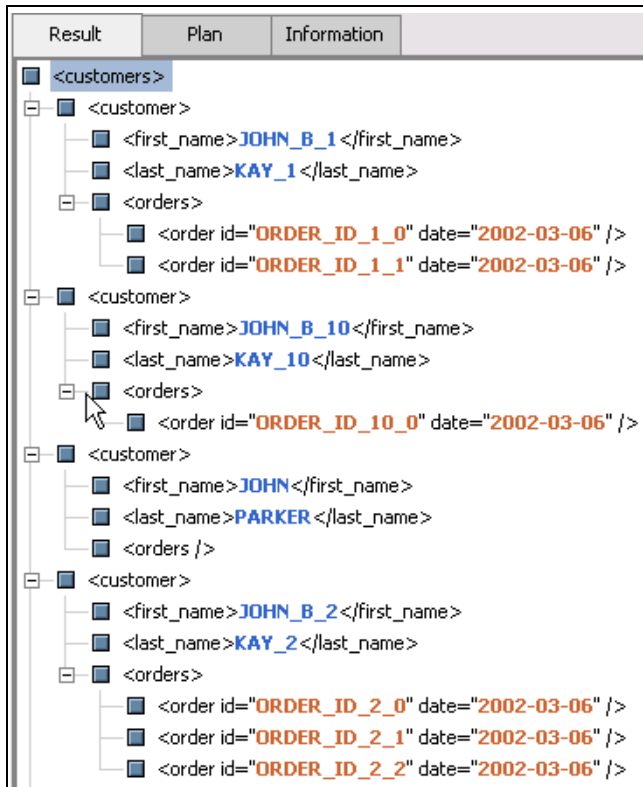 Result Plan Information
<customers>
<customer>
<first_name>JOHN_B_1</first_name>
<last_name>KAY_1</last_name>
<orders>
<order id="ORDER_ID_1_0" date="2002-03-06" />
<order id="ORDER_ID_1_1" date="2002-03-06" />
<customer>
<first_name>JOHN_B_10</first_name>
<last_name>KAY_10</last_name>
<orders>
<order id="ORDER_ID_10_0" date="2002-03-06" />
<customer>
<first_name>JOHN</first_name>
<last_name>PARKER</last_name>
<orders />
<customer>
<first_name>JOHN_B_2</first_name>
<last_name>KAY_2</last_name>
<orders>
<order id="ORDER_ID_2_0" date="2002-03-06" />
<order id="ORDER_ID_2_1" date="2002-03-06" />
<order id="ORDER_ID_2_2" date="2002-03-06" />